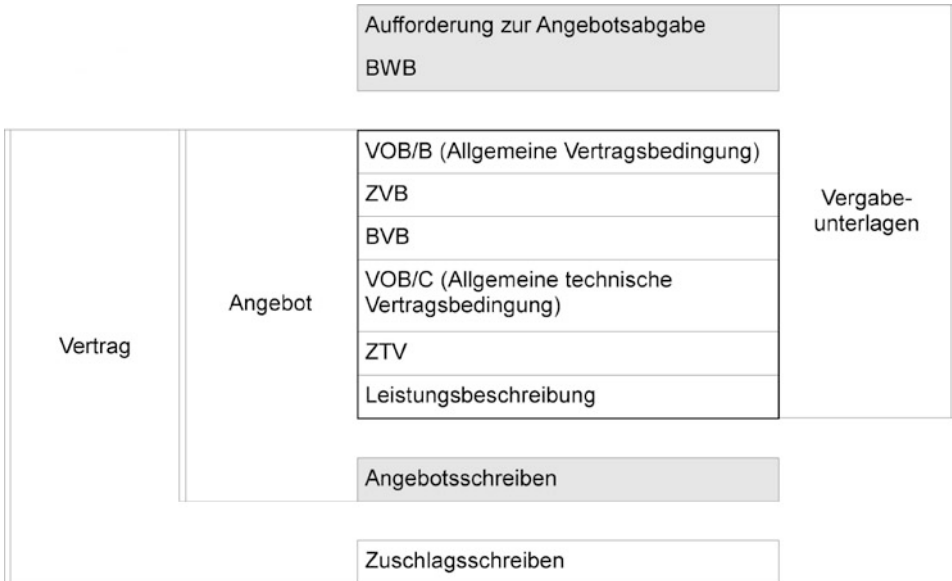 Aufforderung zur Angebotsabgabe
BWB
VOB/B (Allgemeine Vertragsbedingung)
ZVB
BVB
VOB/C (Allgemeine technische
Vertragsbedingung)
ZTV
Leistungsbeschreibung
Vergabe-
unterlagen
Angebot
Vertrag
Angebotsschreiben
Zuschlagsschreiben